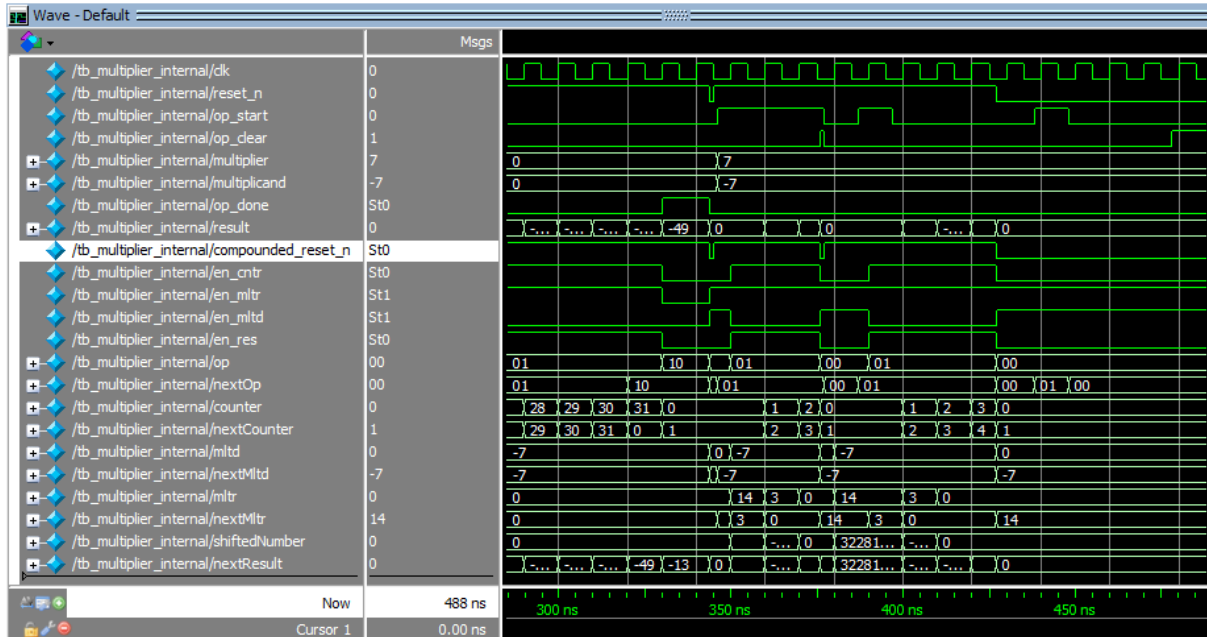 Wave - Default
Msgs
/tb_multiplier_internal/clk 0
/tb_multiplier_internal/reset_n 0
/tb_multiplier_internal/op_start 0
/tb_multiplier_internal/op_clear 1
/tb_multiplier_internal/multiplier 7 0 7
/tb_multiplier_internal/multiplicand -7 0 -7
/tb_multiplier_internal/op_done St0
/tb_multiplier_internal/result 0 -... -... -... -... -49 0 0 -... 0
/tb_multiplier_internal/compounded_reset_n St0
/tb_multiplier_internal/en_cntr St0
/tb_multiplier_internal/en_mltr St1
/tb_multiplier_internal/en_mltd St1
/tb_multiplier_internal/en_res St0
/tb_multiplier_internal/op 00 01 10 01 00 01 00
/tb_multiplier_internal/nextOp 00 01 10 01 00 01 00 01 00
/tb_multiplier_internal/counter 0 28 29 30 31 0 1 2 0 1 2 3 0
/tb_multiplier_internal/nextCounter 1 29 30 31 0 1 2 3 1 2 3 4 1
/tb_multiplier_internal/mltd 0 -7 0 -7 -7 0
/tb_multiplier_internal/nextMltd -7 -7 -7 -7 -7
/tb_multiplier_internal/mltr 0 0 14 3 0 14 3 0
/tb_multiplier_internal/nextMltr 14 0 3 0 14 3 0 14
/tb_multiplier_internal/shiftedNumber 0 0 -... 0 32281... -... 0
/tb_multiplier_internal/nextResult 0 -... -... -... -49 -13 0 -... 32281... -... -... 0
Now 488 ns 300 ns 350 ns 400 ns 450 ns
Cursor 1 0.00 ns